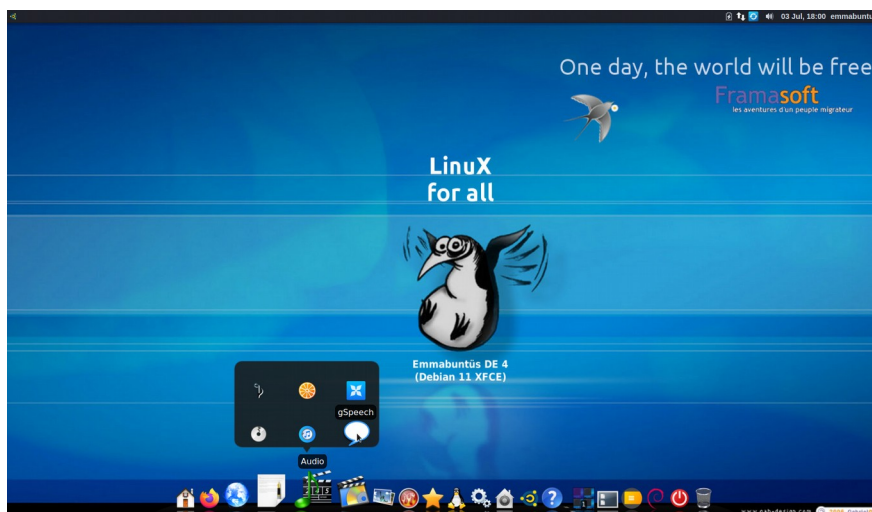 03 Jul, 18:00 emmabuntu
One day, the world will be free
Framasoft
les aventures d'un peuple migrateur
LinuX
for all
Emmabuntüs DE 4
(Debian 11 XFCE)
gSpeech
Audio